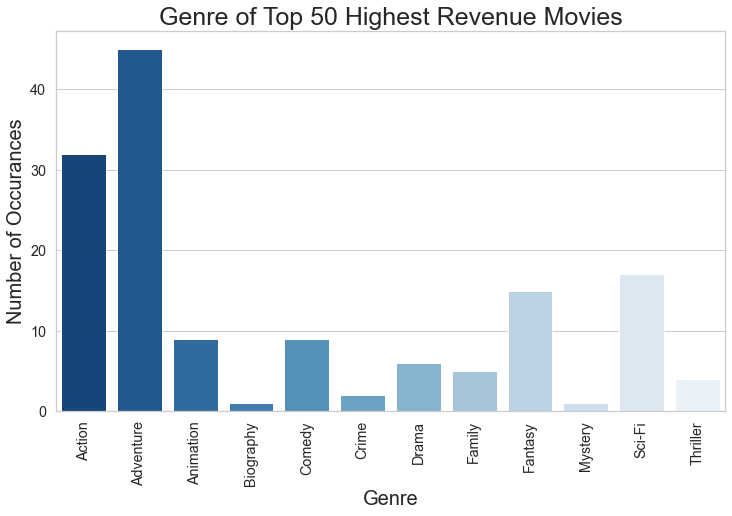 Genre of Top 50 Highest Revenue Movies
Number of Occurances
40
30
20
10
0
Action
Adventure
Animation
Biography
Comedy
Crime
Drama
Family
Fantasy
Mystery
Sci-Fi
Thriller
Genre